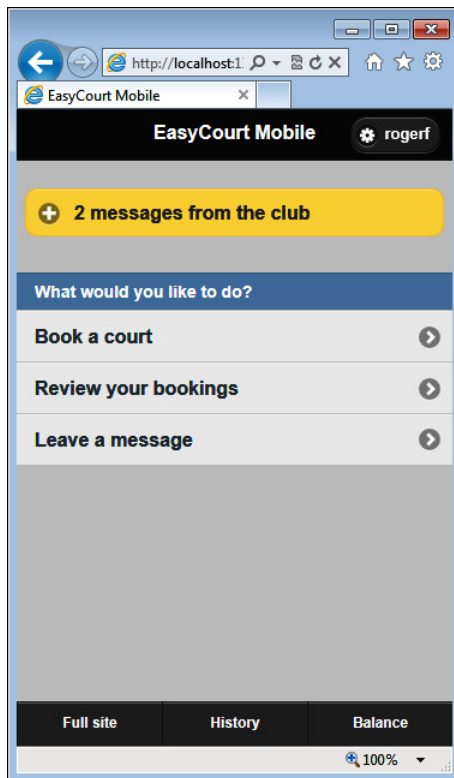 http://localhost:1
EasyCourt Mobile
EasyCourt Mobile
rogerf
2 messages from the club
What would you like to do?
Book a court
Review your bookings
Leave a message
Full site History Balance
100%